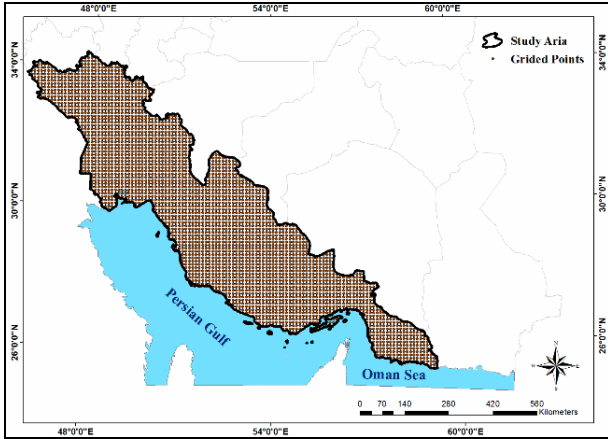 48°0'0"E 54°0'0"E 60°0'0"E
34°0'0"N 34°0'0"N
Study Aria
Grided Points
30°0'0"N 30°0'0"N
Persian Gulf
26°0'0"N 26°0'0"N
Oman Sea
0 70 140 280 420 560
Kilometers
48°0'0"E 54°0'0"E 60°0'0"E